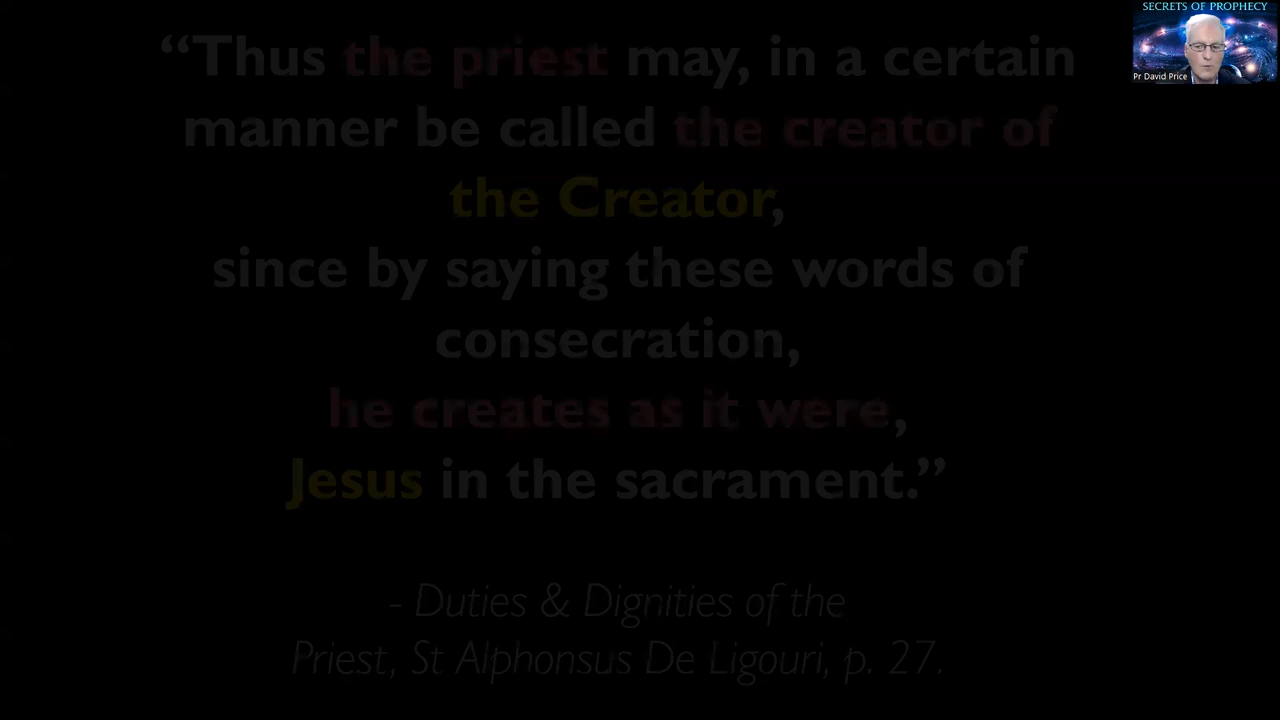 SECRETS OF PROPHECY
Pr David Price
“Thus the priest may, in a certain
manner be called the creator of
the Creator,
since by saying these words of
consecration,
he creates as it were,
Jesus in the sacrament.”
- Duties & Dignities of the
Priest, St Alphonsus De Ligouri, p. 27.